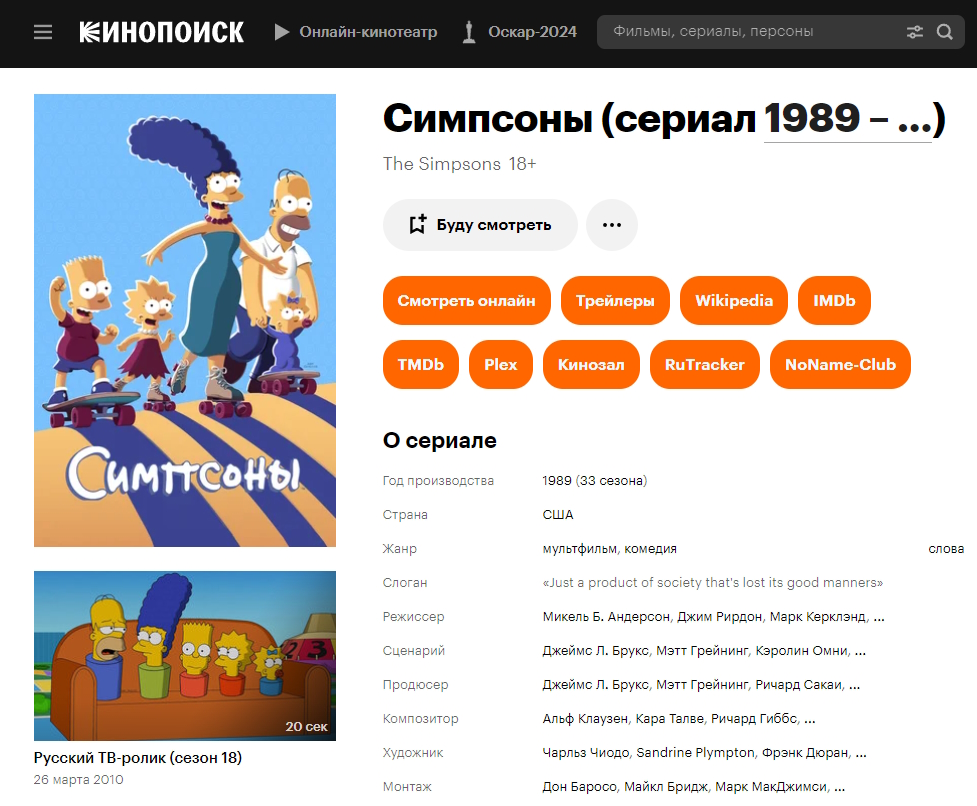 КИНОПОИСК
Онлайн-кинотеатр
Оскар-2024
Фильмы, сериалы, персоны
Симпсоны
20 сек
Русский ТВ-ролик (сезон 18)
26 марта 2010
Симпсоны (сериал 1989 – ...)
The Simpsons 18+
Буду смотреть
Смотреть онлайн
Трейлеры
Wikipedia
IMDb
TMDb
Plex
Кинозал
RuTracker
NoName-Club
О сериале
Год производства 1989 (33 сезона)
Страна США
Жанр мультфильм, комедия слова
Слоган «Just a product of society that's lost its good manners»
Режиссер Микель Б. Андерсон, Джим Рирдон, Марк Керклэнд, ...
Сценарий Джеймс Л. Брукс, Мэтт Грейнинг, Кэролин Омни, ...
Продюсер Джеймс Л. Брукс, Мэтт Грейнинг, Ричард Сакаи, ...
Композитор Альф Клаузен, Кара Талве, Ричард Гиббс, ...
Художник Чарльз Чиодо, Sandrine Plympton, Фрэнк Дюран, ...
Монтаж Дон Баросо, Майкл Бридж, Марк МакДжимси, ...